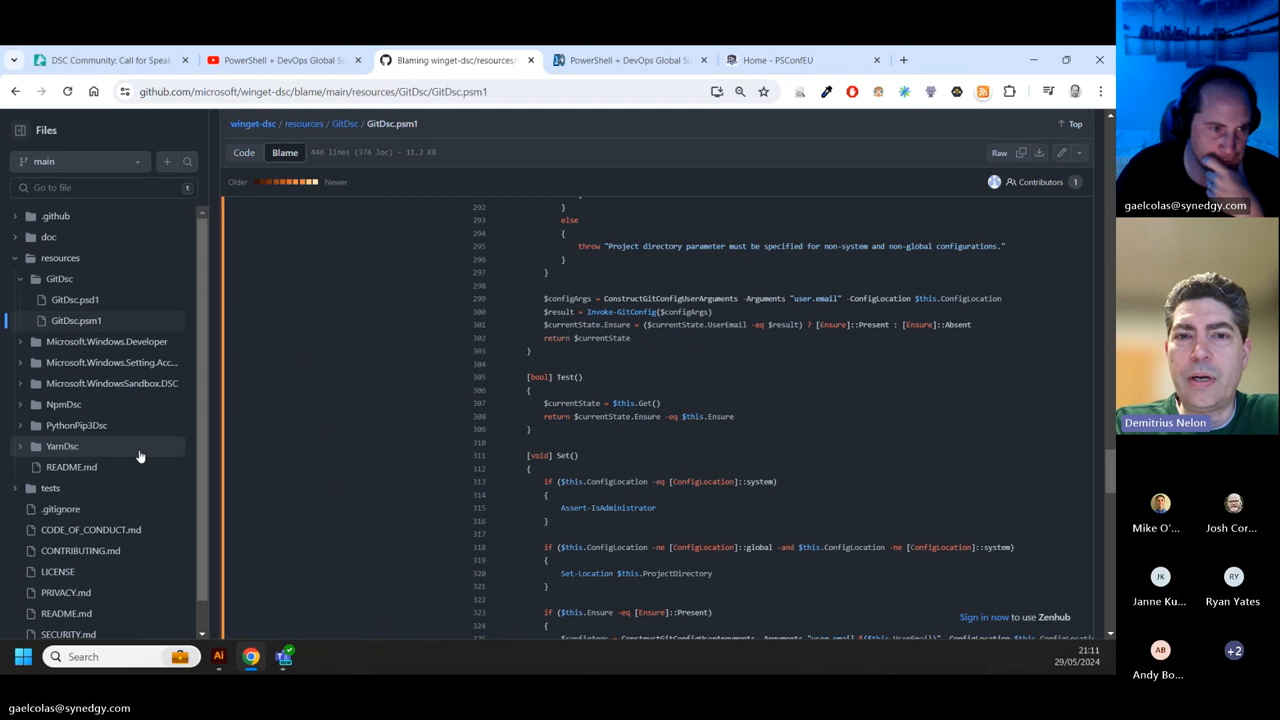 DSC Community: Call for Speak
PowerShell + DevOps Global Su
Blaming winget-dsc/resources/
PowerShell + DevOps Global Su
Home - PSConfEU
github.com/microsoft/winget-dsc/blame/main/resources/GitDsc/GitDsc.psm1
Files
main
Go to file
t
.github
doc
resources
GitDsc
GitDsc.psd1
GitDsc.psm1
Microsoft.Windows.Developer
Microsoft.Windows.Setting.Acc...
Microsoft.WindowsSandbox.DSC
NpmDsc
PythonPip3Dsc
YarnDsc
README.md
tests
.gitignore
CODE_OF_CONDUCT.md
CONTRIBUTING.md
LICENSE
PRIVACY.md
README.md
SECURITY.md
winget-dsc / resources / GitDsc / GitDsc.psm1
Top
Code
Blame
446 lines (374 loc) · 11.2 KB
Raw
Older
Newer
Contributors 1
292 }
293 else
294 {
295 throw "Project directory parameter must be specified for non-system and non-global configurations."
296 }
297 }
298
299 $configArgs = ConstructGitConfigUserArguments -Arguments "user.email" -ConfigLocation $this.ConfigLocation
300 $result = Invoke-GitConfig($configArgs)
301 $currentState.Ensure = ($currentState.UserEmail -eq $result) ? [Ensure]::Present : [Ensure]::Absent
302 return $currentState
303 }
304
305 [bool] Test()
306 {
307 $currentState = $this.Get()
308 return $currentState.Ensure -eq $this.Ensure
309 }
310
311 [void] Set()
312 {
313 if ($this.ConfigLocation -eq [ConfigLocation]::system)
314 {
315 Assert-IsAdministrator
316 }
317
318 if ($this.ConfigLocation -ne [ConfigLocation]::global -and $this.ConfigLocation -ne [ConfigLocation]::system)
319 {
320 Set-Location $this.ProjectDirectory
321 }
322
323 if ($this.Ensure -eq [Ensure]::Present)
324 {
Sign in now to use Zenhub
Search
Ai
21:11
29/05/2024
gaelcolas@synedgy.com
gaelcolas@synedgy.com
Demitrius Nelon
Mike O'...
Josh Cor...
JK
Janne Ku...
RY
Ryan Yates
AB
Andy Bo...
+2